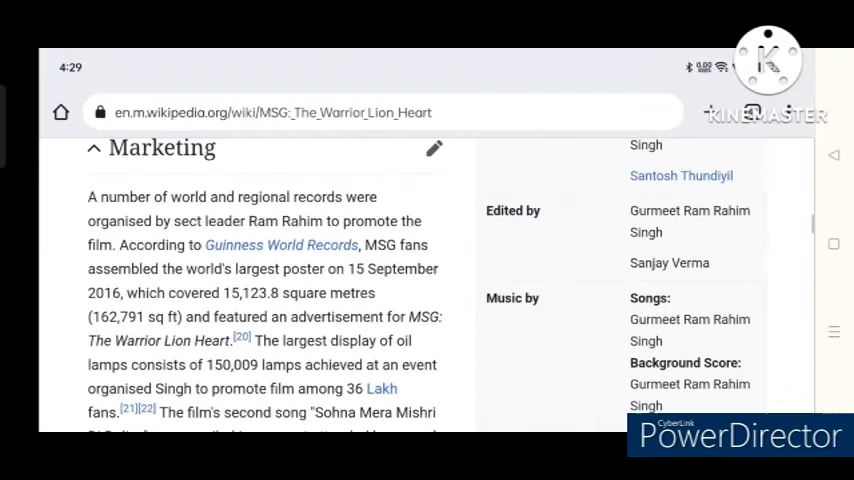 4:29
0.00
en.m.wikipedia.org/wiki/MSG:_The_Warrior_Lion_Heart
KINEMASTER
Marketing
A number of world and regional records were
organised by sect leader Ram Rahim to promote the
film. According to Guinness World Records, MSG fans
assembled the world's largest poster on 15 September
2016, which covered 15,123.8 square metres
(162,791 sq ft) and featured an advertisement for MSG:
The Warrior Lion Heart.[20] The largest display of oil
lamps consists of 150,009 lamps achieved at an event
organised Singh to promote film among 36 Lakh
fans.[21][22] The film's second song "Sohna Mera Mishri
Singh
Santosh Thundiyil
Edited by
Gurmeet Ram Rahim
Singh
Sanjay Verma
Music by
Songs:
Gurmeet Ram Rahim
Singh
Background Score:
Gurmeet Ram Rahim
Singh
CyberLink
PowerDirector